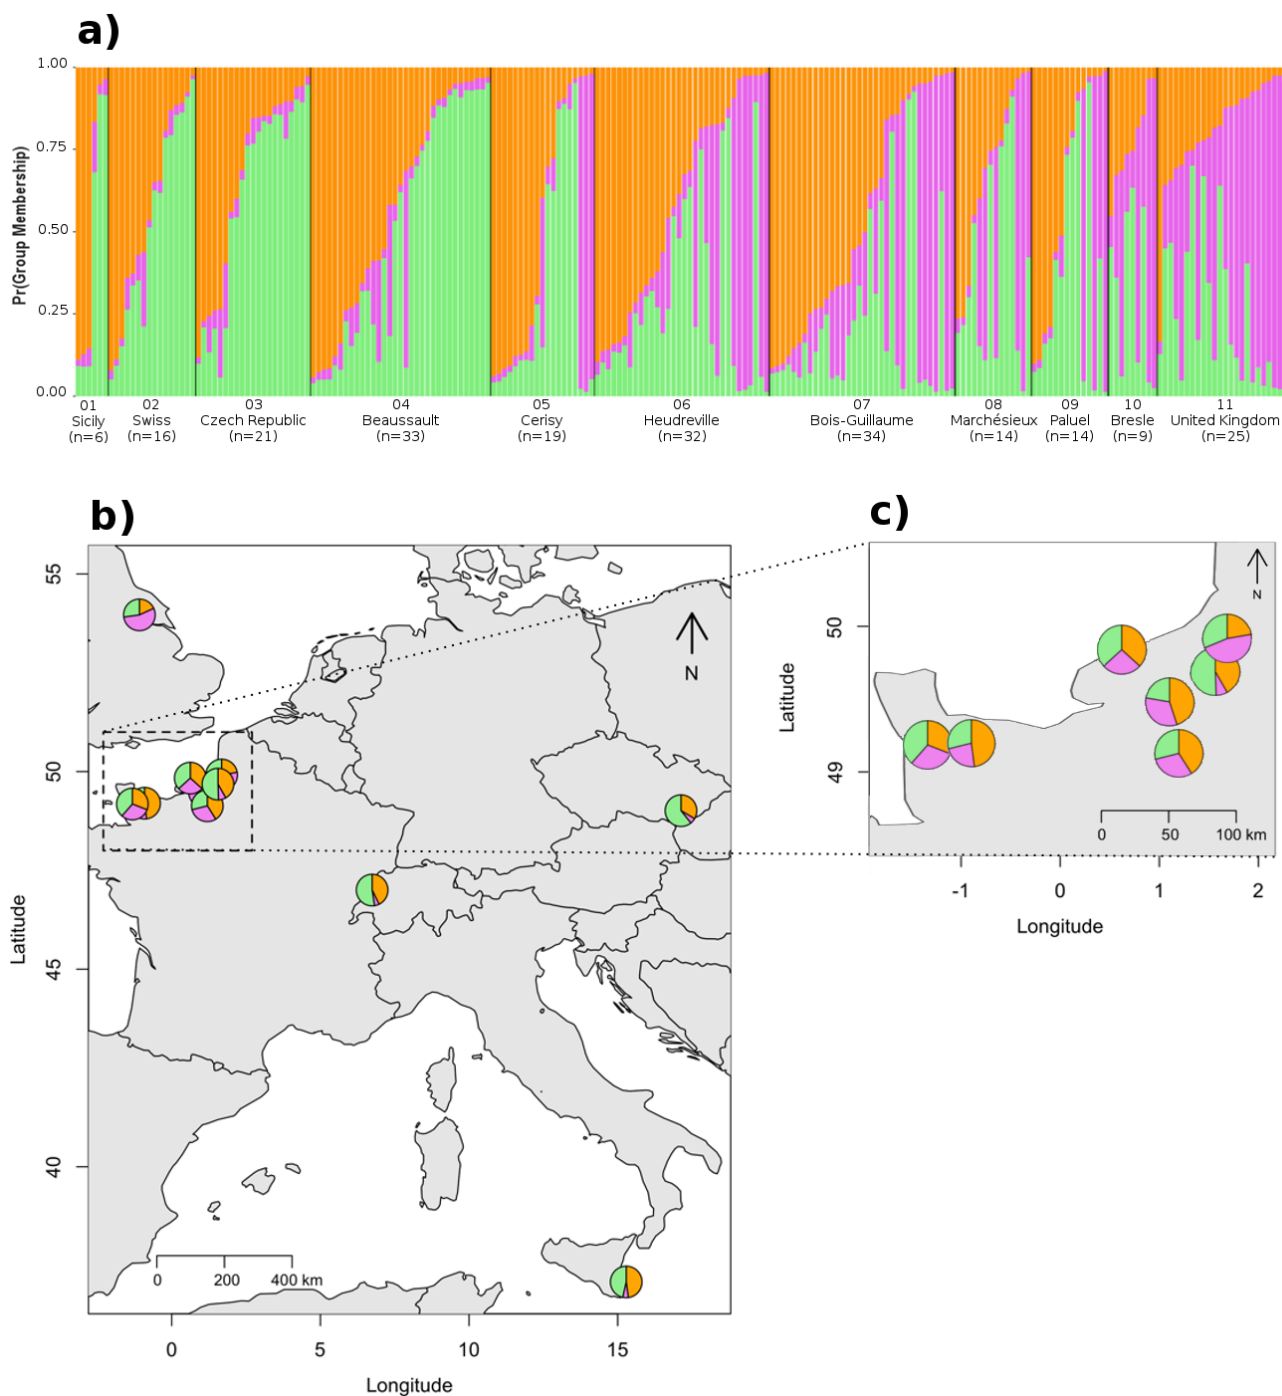 a)
1.00
0.75
0.50
0.25
0.00
Pr(Group Membership)
01 02 03 04 05 06 07 08 09 10 11
Sicily Swiss Czech Republic Beaussault Cerisy Heudreville Bois-Guillaume Marchésieux Paluel Bresle United Kingdom
(n=6) (n=16) (n=21) (n=33) (n=19) (n=32) (n=34) (n=14) (n=14) (n=9) (n=25)
b)
55
50
45
40
Latitude
N
0 200 400 km
0 5 10 15
Longitude
c)
N
50
49
Latitude
0 50 100 km
-1 0 1 2
Longitude